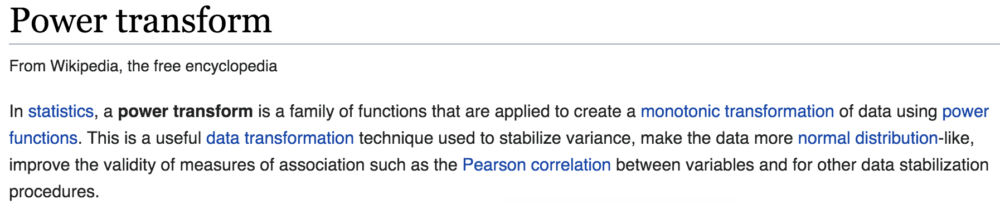 Power transform
From Wikipedia, the free encyclopedia
In statistics, a power transform is a family of functions that are applied to create a monotonic transformation of data using power
functions. This is a useful data transformation technique used to stabilize variance, make the data more normal distribution-like,
improve the validity of measures of association such as the Pearson correlation between variables and for other data stabilization
procedures.